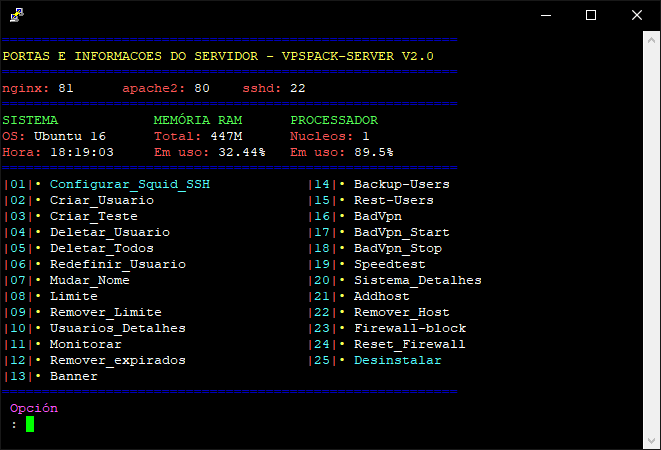 PORTAS E INFORMACOES DO SERVIDOR - VPSPACK-SERVER V2.0
nginx: 81 apache2: 80 sshd: 22
SISTEMA MEMÓRIA RAM PROCESSADOR
OS: Ubuntu 16 Total: 447M Nucleos: 1
Hora: 18:19:03 Em uso: 32.44% Em uso: 89.5%
|01|• Configurar_Squid_SSH |14|• Backup-Users
|02|• Criar_Usuario |15|• Rest-Users
|03|• Criar_Teste |16|• BadVpn
|04|• Deletar_Usuario |17|• BadVpn_Start
|05|• Deletar_Todos |18|• BadVpn_Stop
|06|• Redefinir_Usuario |19|• Speedtest
|07|• Mudar_Nome |20|• Sistema_Detalhes
|08|• Limite |21|• Addhost
|09|• Remover_Limite |22|• Remover_Host
|10|• Usuarios_Detalhes |23|• Firewall-block
|11|• Monitorar |24|• Reset_Firewall
|12|• Remover_expirados |25|• Desinstalar
|13|• Banner
Opción
: